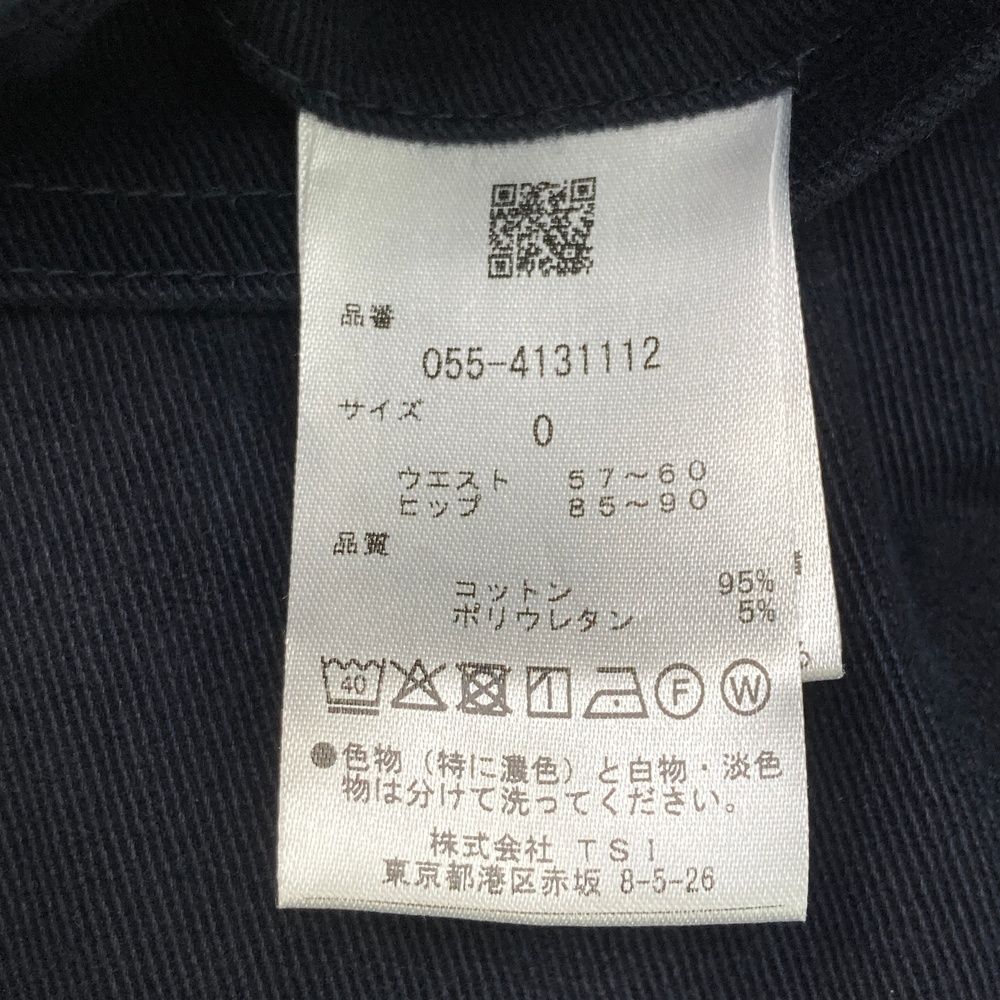 品番
055-4131112
サイズ
0
ウエスト 57～60
ヒップ 85～90
品質
コットン 95%
ポリウレタン 5%
40
F
W
●色物（特に濃色）と白物・淡色
物は分けて洗ってください。
株式会社 TSI
東京都港区赤坂 8-5-26